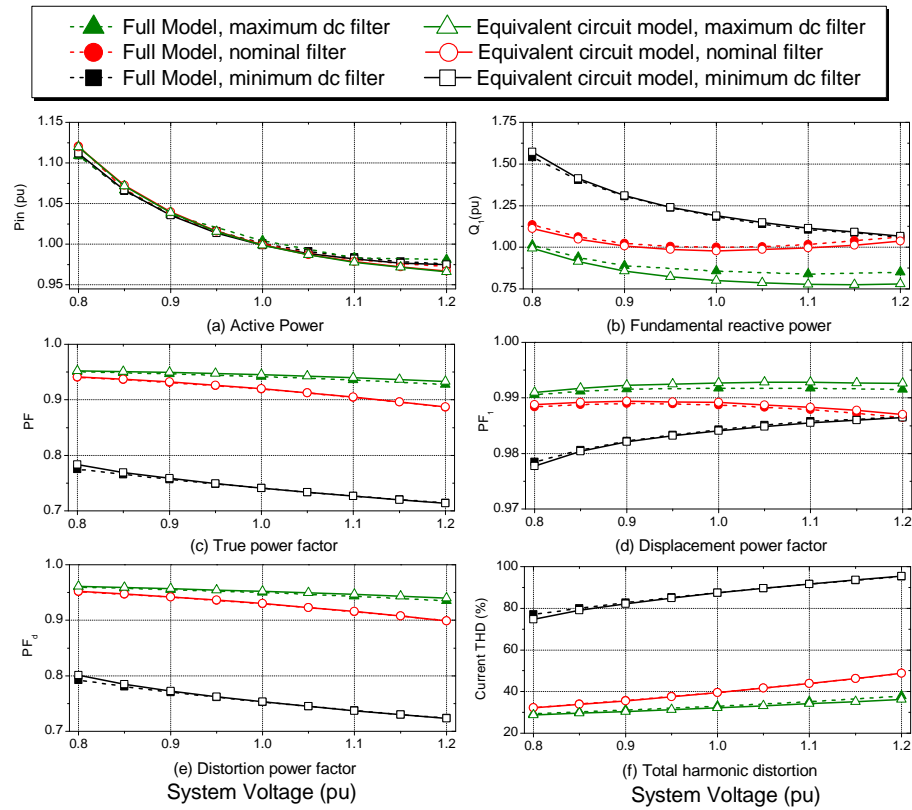 Full Model, maximum dc filter
Equivalent circuit model, maximum dc filter
Full Model, nominal filter
Equivalent circuit model, nominal filter
Full Model, minimum dc filter
Equivalent circuit model, minimum dc filter
1.15
1.10
1.05
1.00
0.95
Pin (pu)
0.8 0.9 1.0 1.1 1.2
(a) Active Power
1.75
1.50
1.25
1.00
0.75
Q1(pu)
0.8 0.9 1.0 1.1 1.2
(b) Fundamental reactive power
1.0
0.9
0.8
0.7
PF
0.8 0.9 1.0 1.1 1.2
(c) True power factor
1.00
0.99
0.98
0.97
PF1
0.8 0.9 1.0 1.1 1.2
(d) Displacement power factor
1.0
0.9
0.8
0.7
PFd
0.8 0.9 1.0 1.1 1.2
(e) Distortion power factor
System Voltage (pu)
100
80
60
40
20
Current THD (%)
0.8 0.9 1.0 1.1 1.2
(f) Total harmonic distortion
System Voltage (pu)